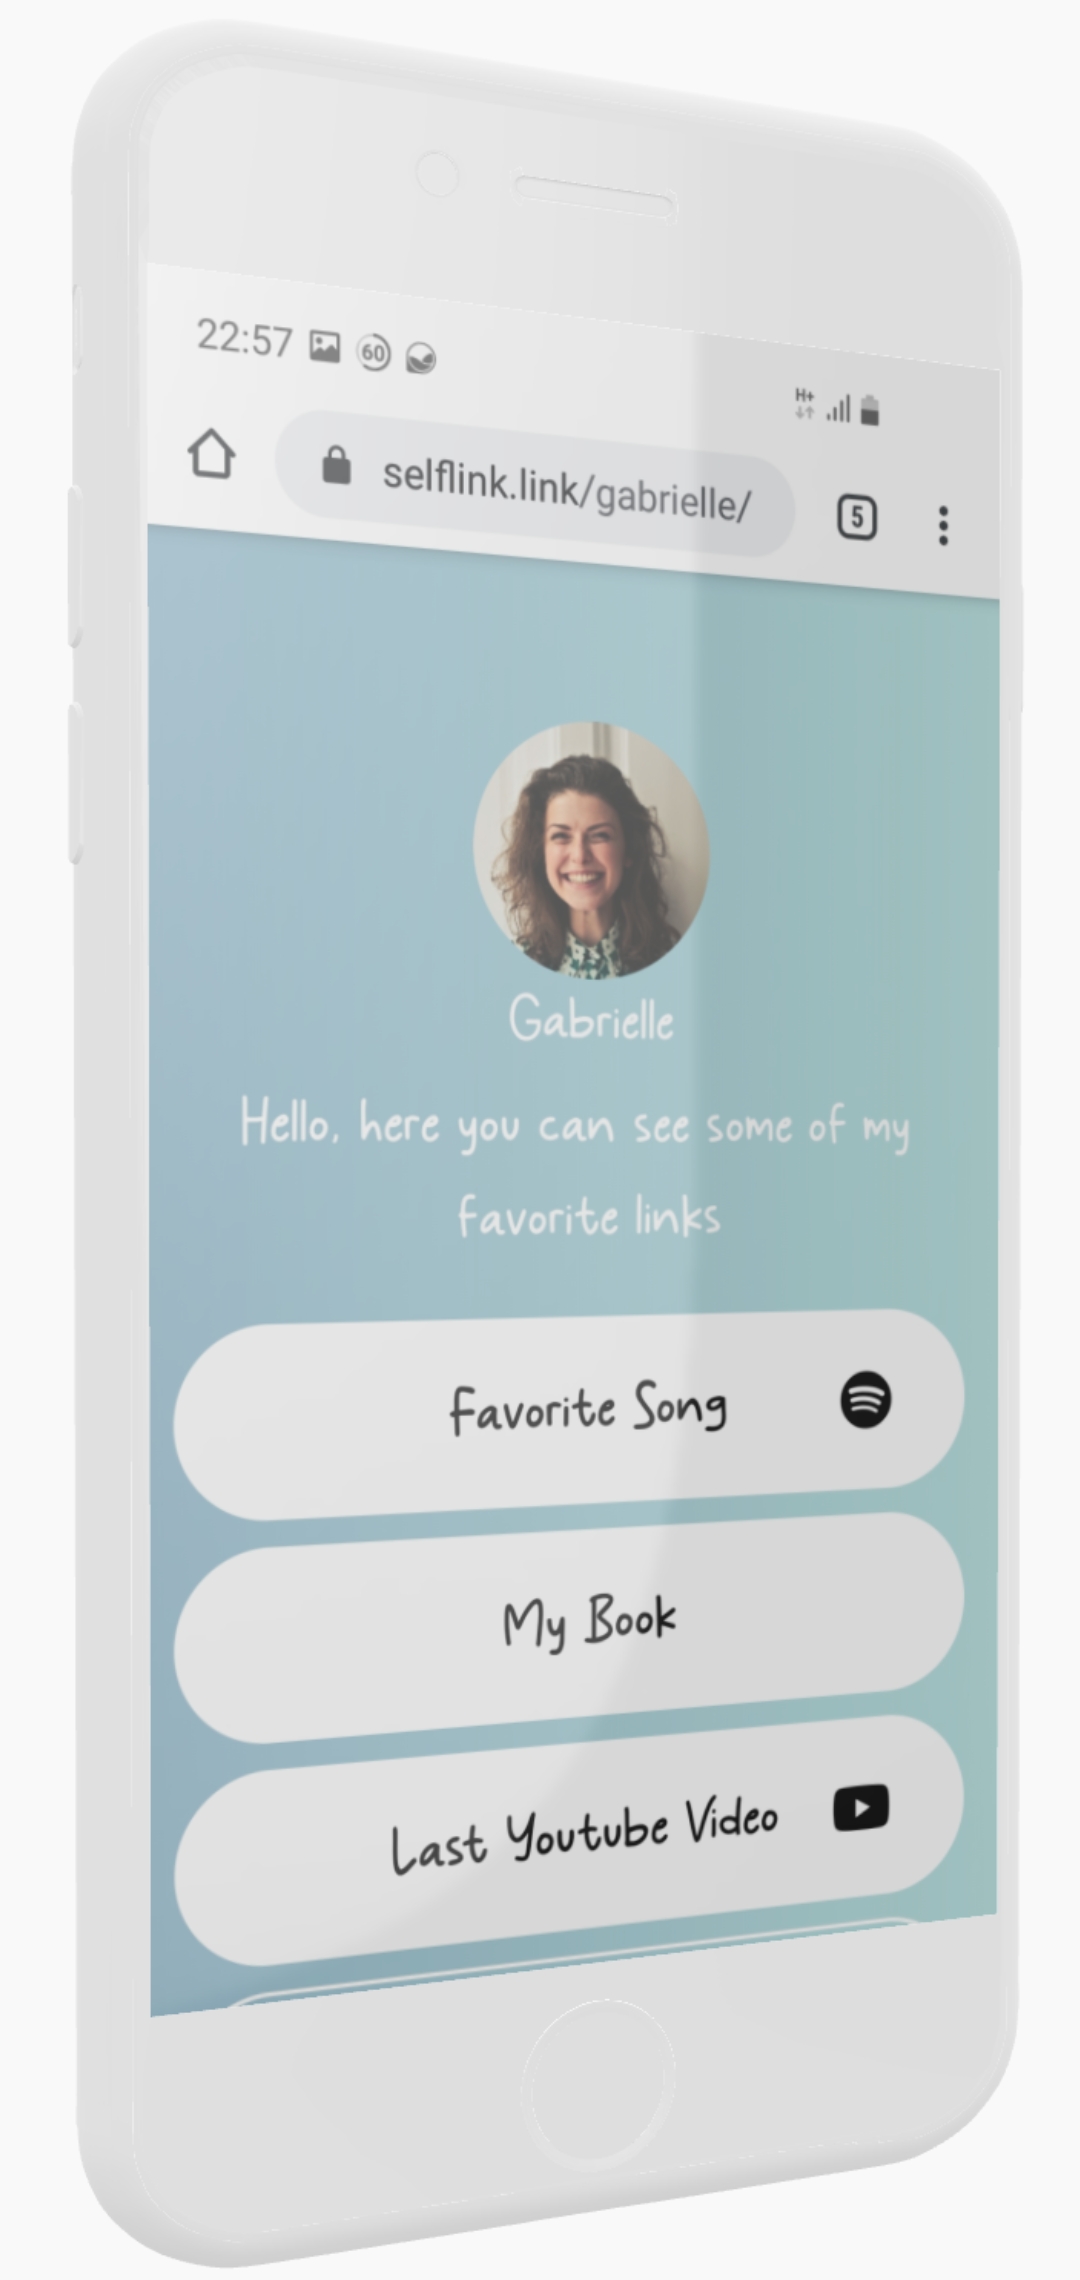 22:57 60 H+
selflink.link/gabrielle/ 5
Gabrielle
Hello, here you can see some of my
favorite links
Favorite Song
My Book
Last Youtube Video